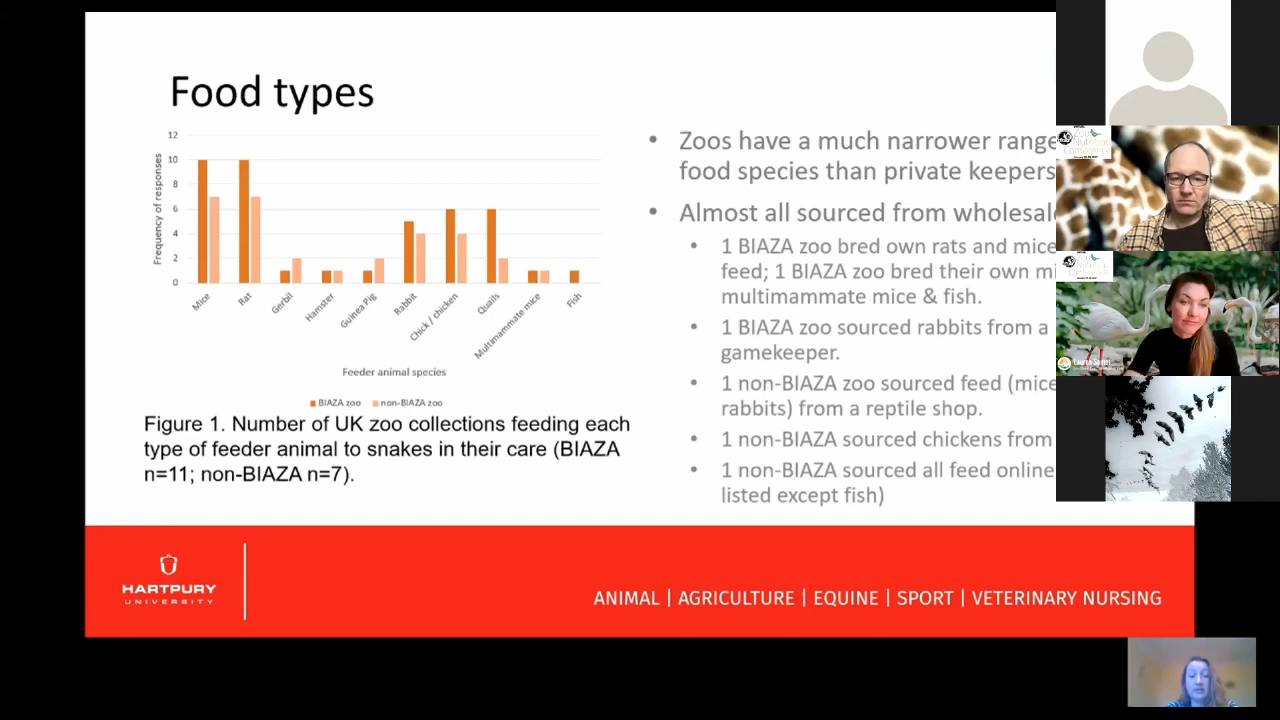 Food types
12
10
8
6
4
2
0
Frequency of responses
Mice
Rat
Gerbil
Hamster
Guinea Pig
Rabbit
Chick / chicken
Quails
Multimammate mice
Fish
Feeder animal species
BIAZA zoo
non-BIAZA zoo
Figure 1. Number of UK zoo collections feeding each
type of feeder animal to snakes in their care (BIAZA
n=11; non-BIAZA n=7).
• Zoos have a much narrower range
food species than private keepers
• Almost all sourced from wholesale
• 1 BIAZA zoo bred own rats and mice
feed; 1 BIAZA zoo bred their own mi
multimammate mice & fish.
• 1 BIAZA zoo sourced rabbits from a
gamekeeper.
• 1 non-BIAZA zoo sourced feed (mice
rabbits) from a reptile shop.
• 1 non-BIAZA sourced chickens from
• 1 non-BIAZA sourced all feed online
listed except fish)
Zoo
Nutrition
Conference
HARTPURY
UNIVERSITY
ANIMAL | AGRICULTURE | EQUINE | SPORT | VETERINARY NURSING